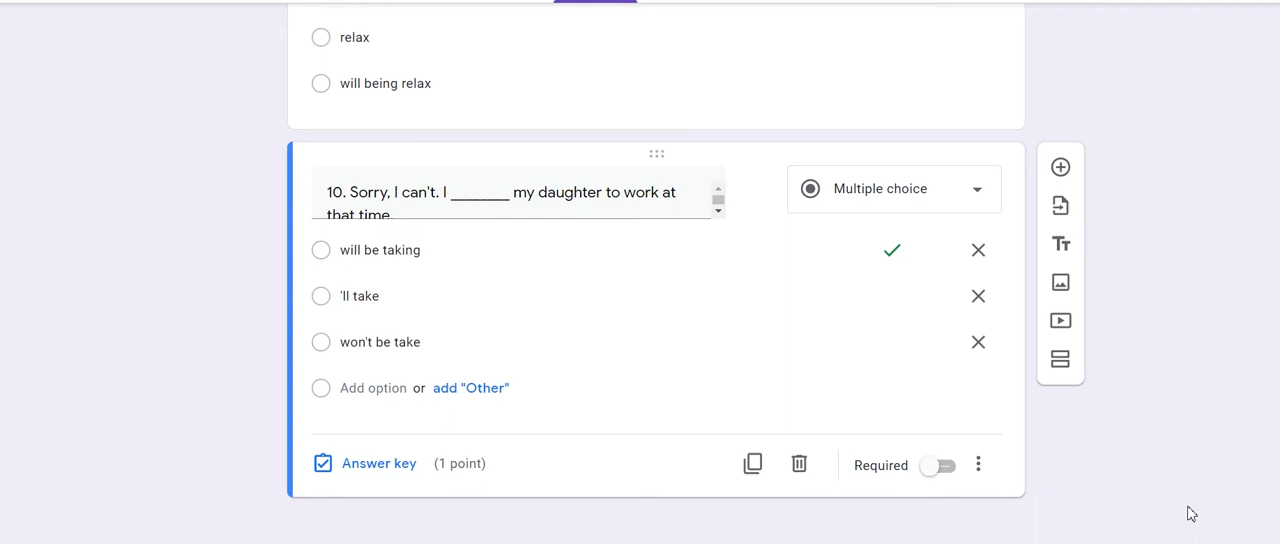 relax
will being relax
10. Sorry, I can't. I ________ my daughter to work at
that time.
Multiple choice
will be taking
'll take
won't be take
Add option or add "Other"
Answer key (1 point)
Required